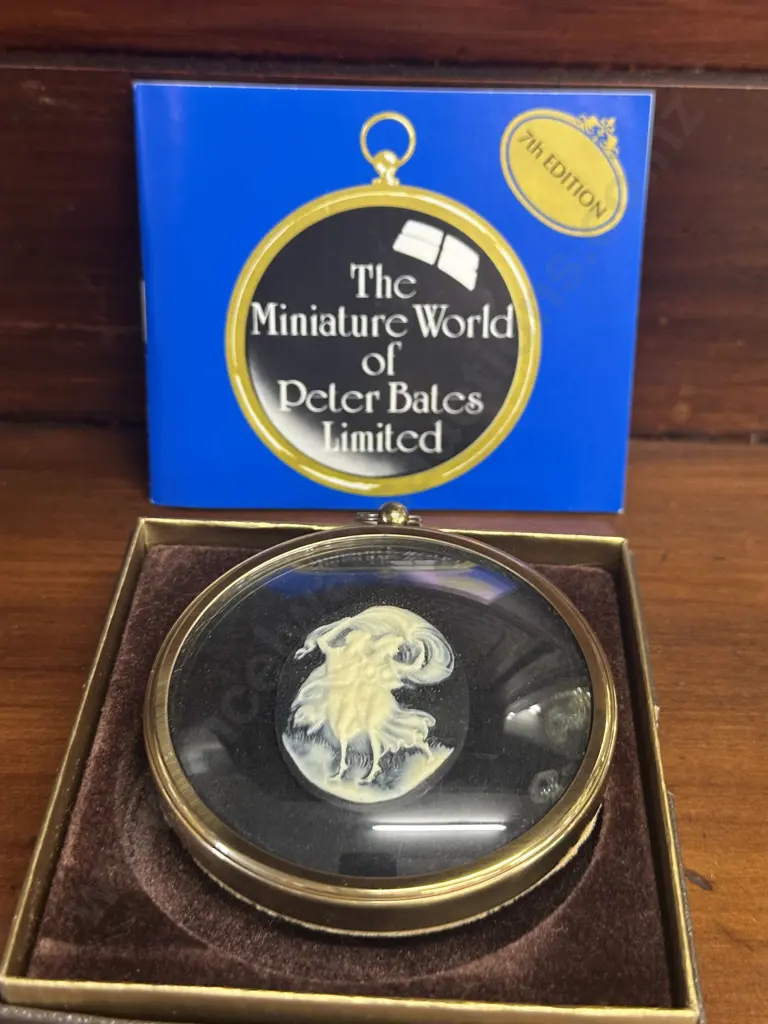 7th EDITION
The
Miniature World
of
Peter Bates
Limited